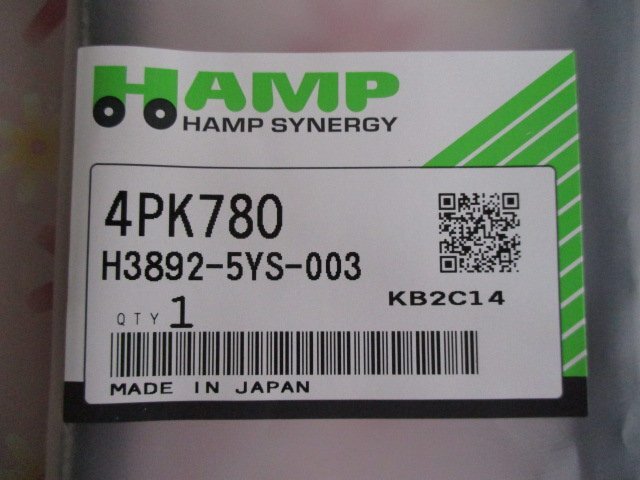 HAMP
HAMP SYNERGY
4PK780
H3892-5YS-003
KB2C14
QTY 1
MADE IN JAPAN